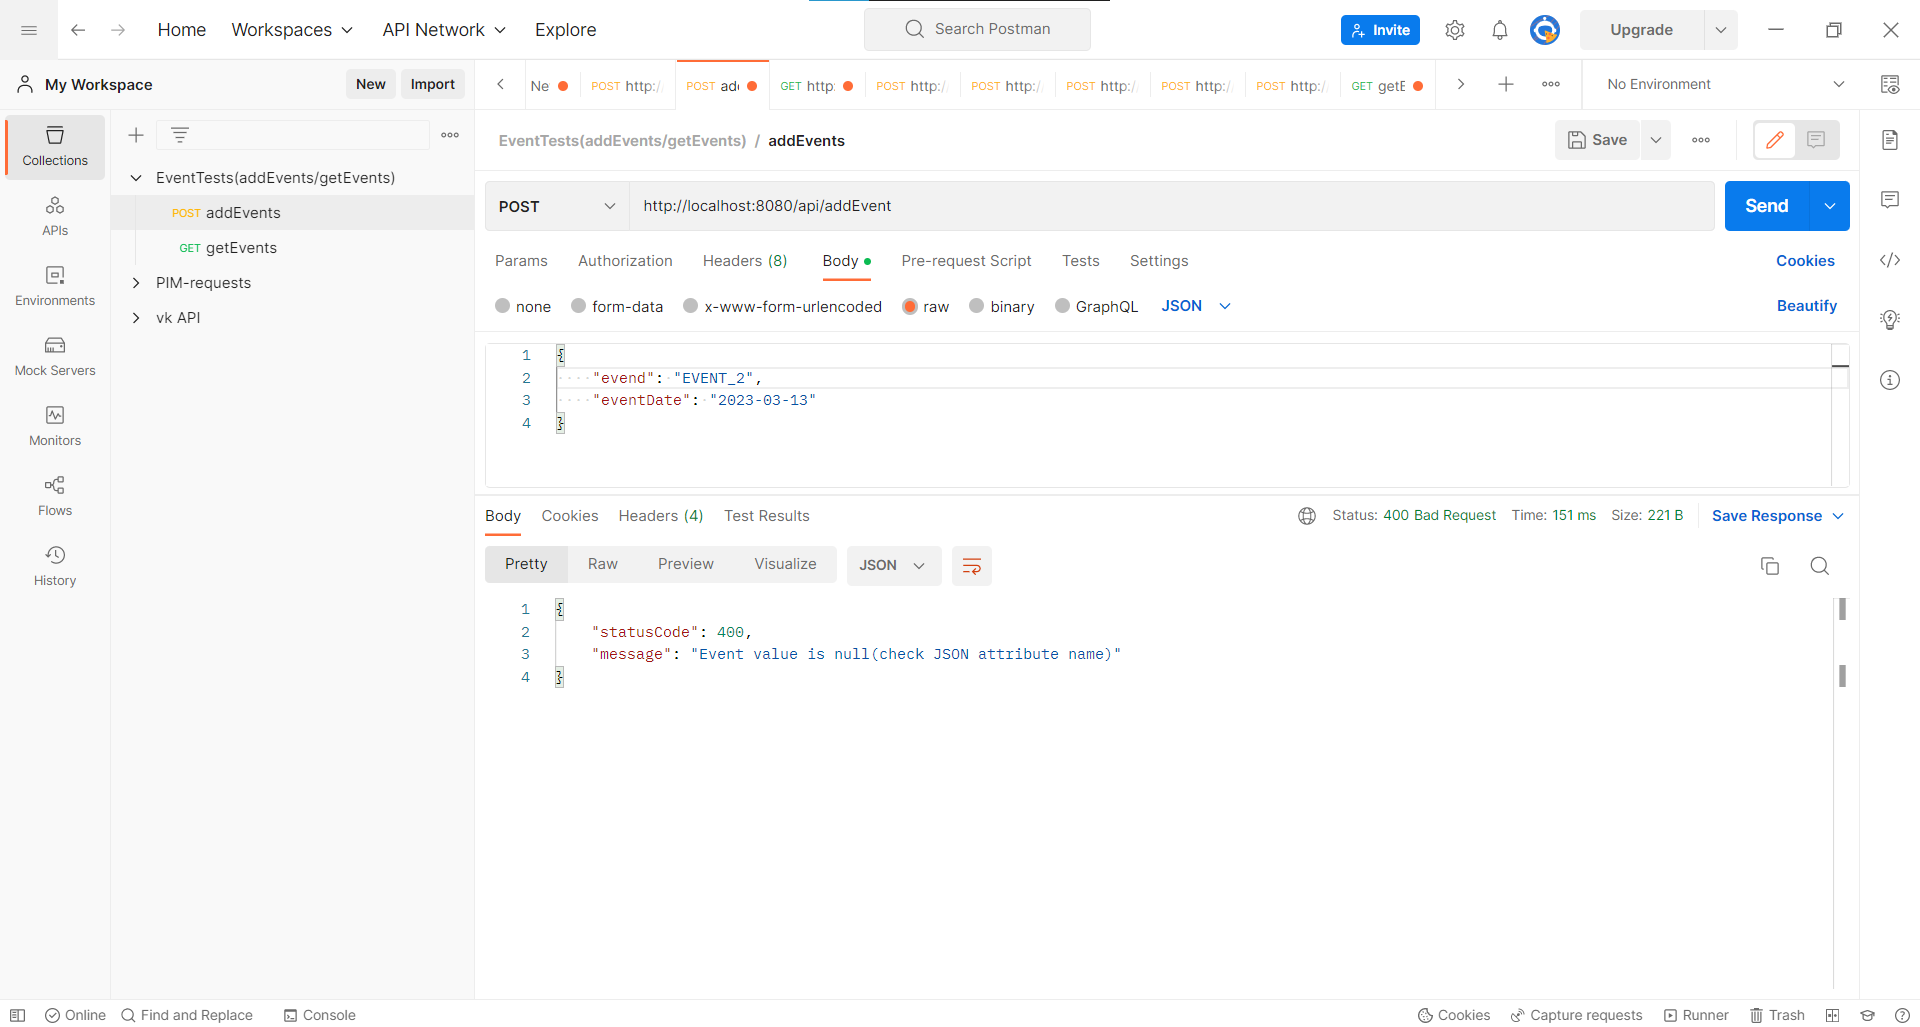 Home Workspaces API Network Explore Search Postman Invite Upgrade
My Workspace New Import
Ne POST http:/ POST ad GET http: POST http:/ POST http:/ POST http:/ POST http:/ POST http:/ GET getE No Environment
Collections
APIs
Environments
Mock Servers
Monitors
Flows
History
EventTests(addEvents/getEvents)
POST addEvents
GET getEvents
PIM-requests
vk API
EventTests(addEvents/getEvents) / addEvents Save
POST http://localhost:8080/api/addEvent Send
Params Authorization Headers (8) Body Pre-request Script Tests Settings Cookies
none form-data x-www-form-urlencoded raw binary GraphQL JSON Beautify
1 {
2 "evend": "EVENT_2",
3 "eventDate": "2023-03-13"
4 }
Body Cookies Headers (4) Test Results Status: 400 Bad Request Time: 151 ms Size: 221 B Save Response
Pretty Raw Preview Visualize JSON
1 {
2 "statusCode": 400,
3 "message": "Event value is null(check JSON attribute name)"
4 }
Online Find and Replace Console Cookies Capture requests Runner Trash